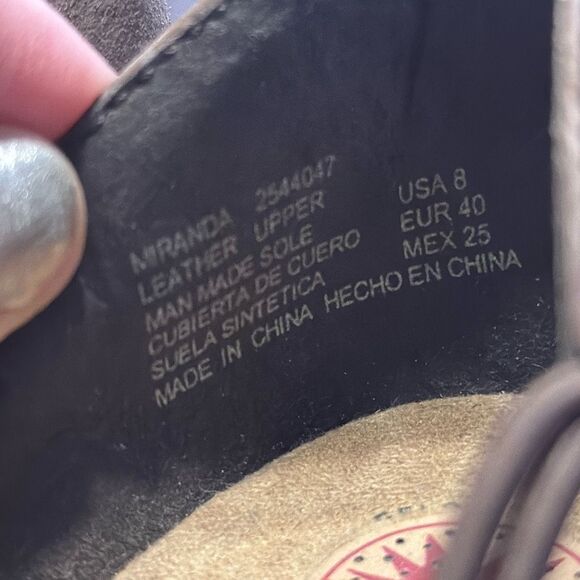 MIRANDA 2544047 USA 8
LEATHER UPPER EUR 40
MAN MADE SOLE MEX 25
CUBIERTA DE CUERO
SUELA SINTETICA
MADE IN CHINA HECHO EN CHINA